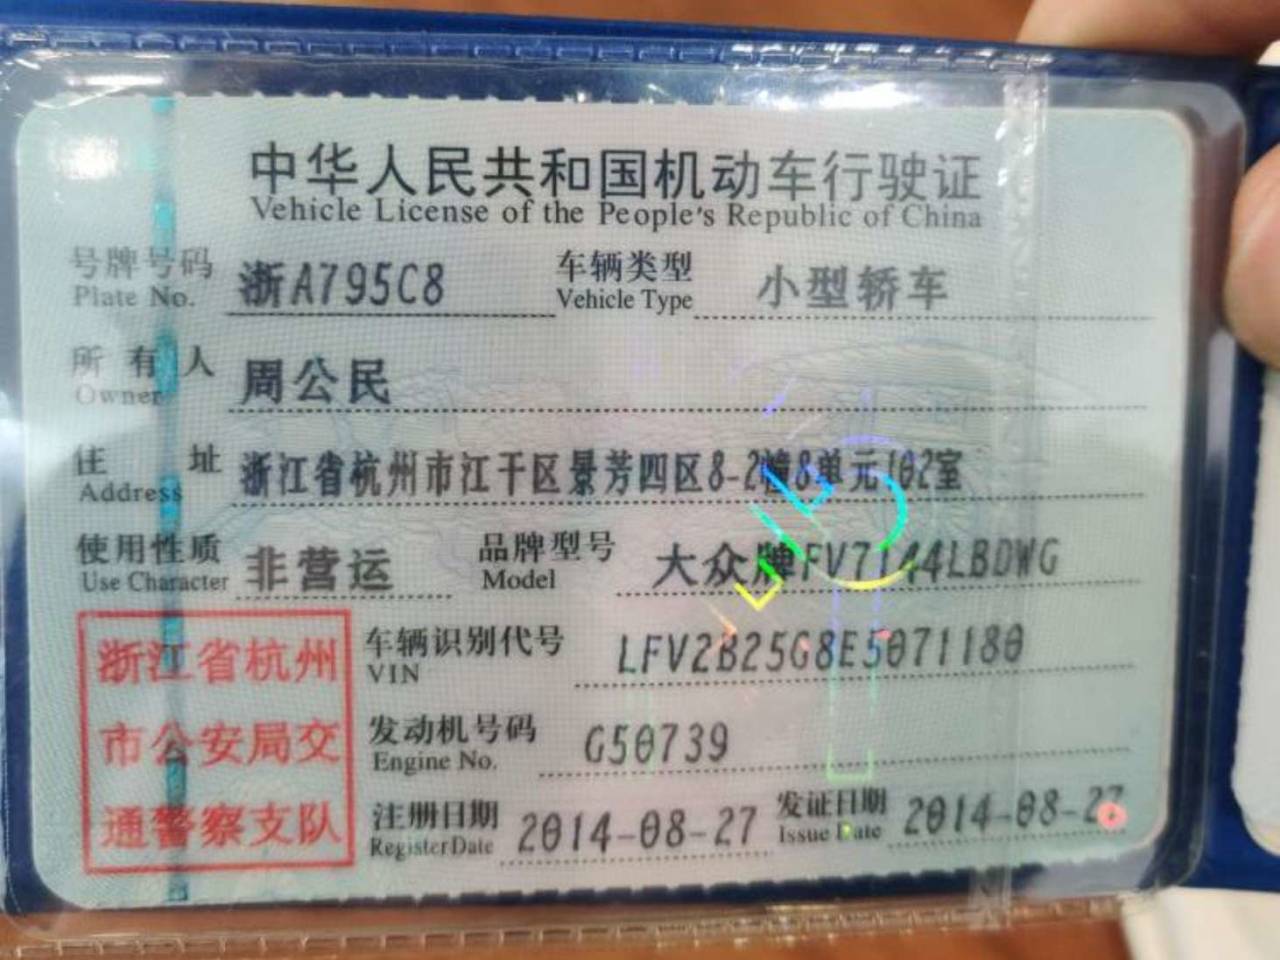 中华人民共和国机动车行驶证
Vehicle License of the People's Republic of China
号牌号码 浙A795C8 车辆类型 小型轿车
Plate No. Vehicle Type
所有人 周公民
Owner
住址 浙江省杭州市江干区景芳四区8-2幢8单元102室
Address
使用性质 非营运 品牌型号 大众牌FV7144LBDWG
Use Character Model
浙江省杭州
市公安局交
通警察支队
车辆识别代号 LFV2B25G8E5071180
VIN
发动机号码 G50739
Engine No.
注册日期 2014-08-27 发证日期 2014-08-27
Register Date Issue Date